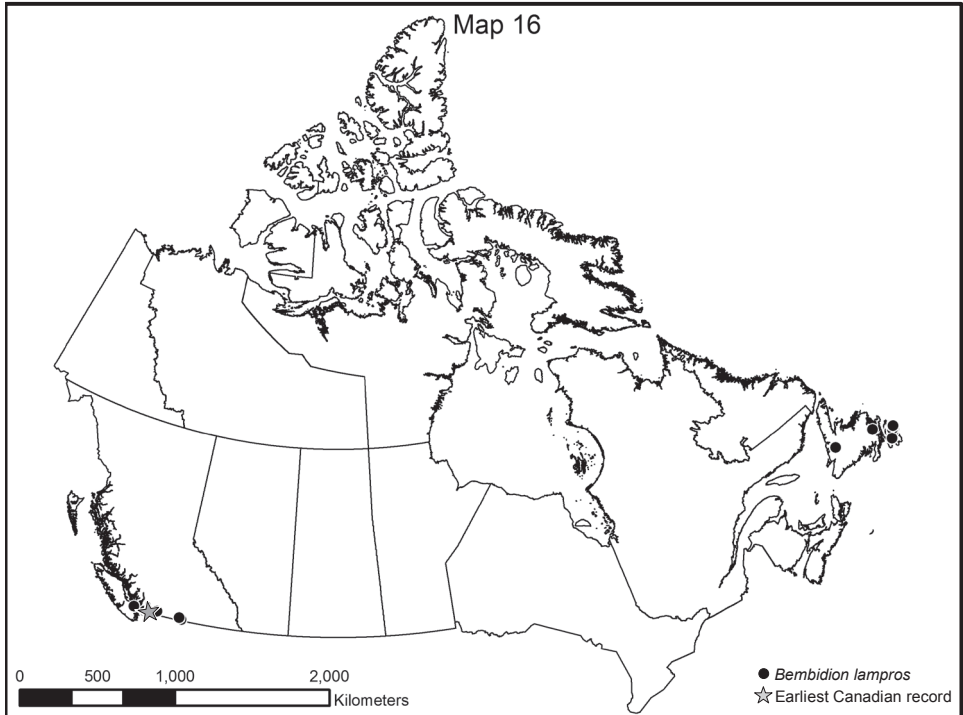 Map 16
0 500 1,000 2,000
Kilometers
Bembidion lampros
Earliest Canadian record